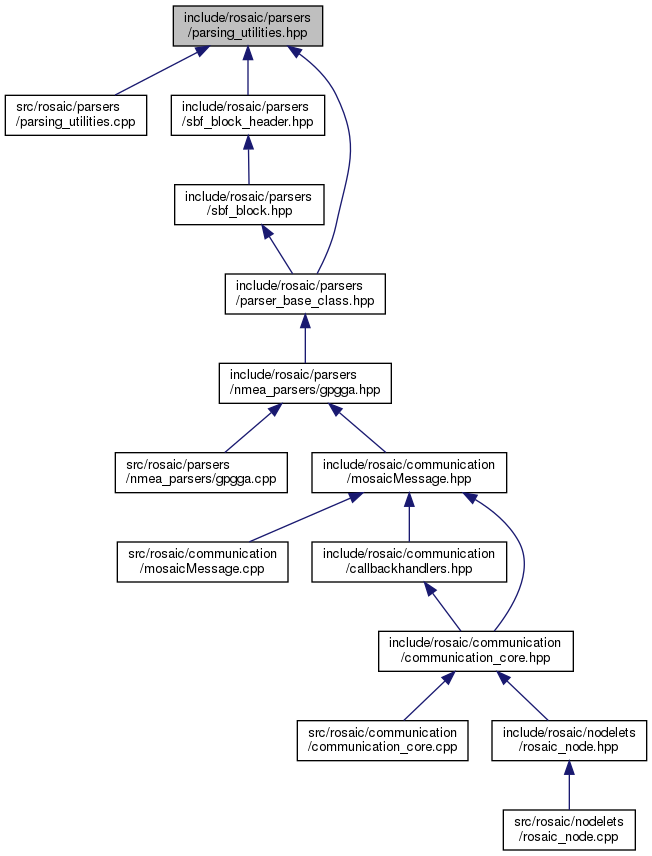 include/rosaic/parsers
/parsing_utilities.hpp
src/rosaic/parsers
/parsing_utilities.cpp
include/rosaic/parsers
/sbf_block_header.hpp
include/rosaic/parsers
/sbf_block.hpp
include/rosaic/parsers
/parser_base_class.hpp
include/rosaic/parsers
/nmea_parsers/gpgga.hpp
src/rosaic/parsers
/nmea_parsers/gpgga.cpp
include/rosaic/communication
/mosaicMessage.hpp
src/rosaic/communication
/mosaicMessage.cpp
include/rosaic/communication
/callbackhandlers.hpp
include/rosaic/communication
/communication_core.hpp
src/rosaic/communication
/communication_core.cpp
include/rosaic/nodelets
/rosaic_node.hpp
src/rosaic/nodelets
/rosaic_node.cpp